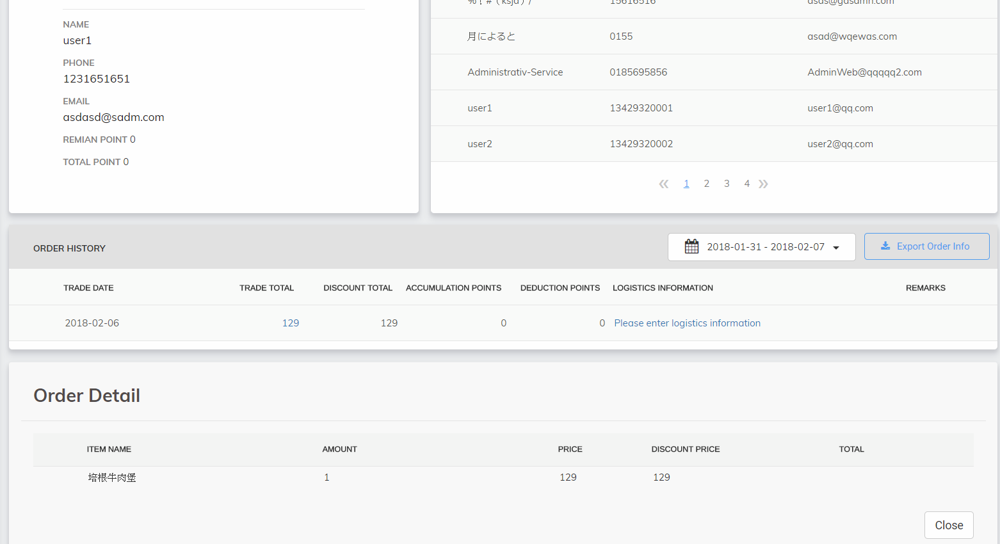 NAME
user1
PHONE
1231651651
EMAIL
asdasd@sadm.com
REMIAN POINT 0
TOTAL POINT 0
15616516
月によると 0155 asad@wqewas.com
Administrativ-Service 0185695856 AdminWeb@qqqqq2.com
user1 13429320001 user1@qq.com
user2 13429320002 user2@qq.com
« 1 2 3 4 »
ORDER HISTORY 2018-01-31 - 2018-02-07 Export Order Info
TRADE DATE TRADE TOTAL DISCOUNT TOTAL ACCUMULATION POINTS DEDUCTION POINTS LOGISTICS INFORMATION REMARKS
2018-02-06 129 129 0 0 Please enter logistics information
Order Detail
ITEM NAME AMOUNT PRICE DISCOUNT PRICE TOTAL
培根牛肉堡 1 129 129
Close